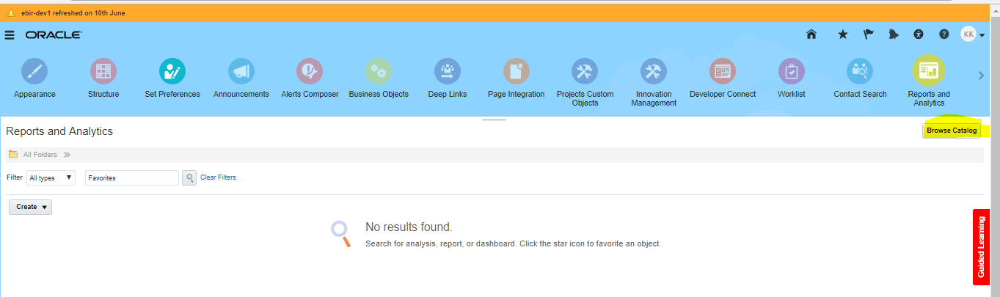 ebir-dev1 refreshed on 10th June
ORACLE
KK
Appearance
Structure
Set Preferences
Announcements
Alerts Composer
Business Objects
Deep Links
Page Integration
Projects Custom
Objects
Innovation
Management
Developer Connect
Worklist
Contact Search
Reports and
Analytics
Reports and Analytics
Browse Catalog
All Folders
Filter All types Favorites Clear Filters
Create
No results found.
Search for analysis, report, or dashboard. Click the star icon to favorite an object.
Guided Learning